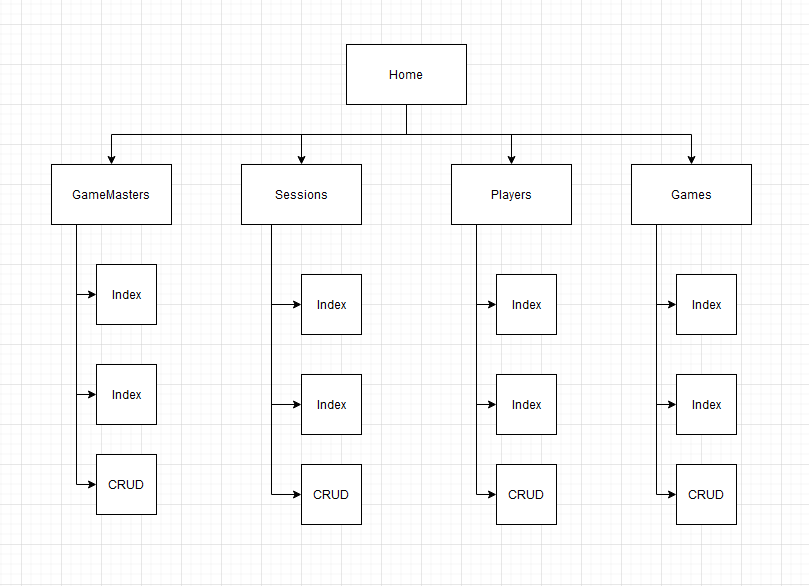 Home
GameMasters
Sessions
Players
Games
Index
Index
Index
Index
Index
Index
Index
Index
CRUD
CRUD
CRUD
CRUD